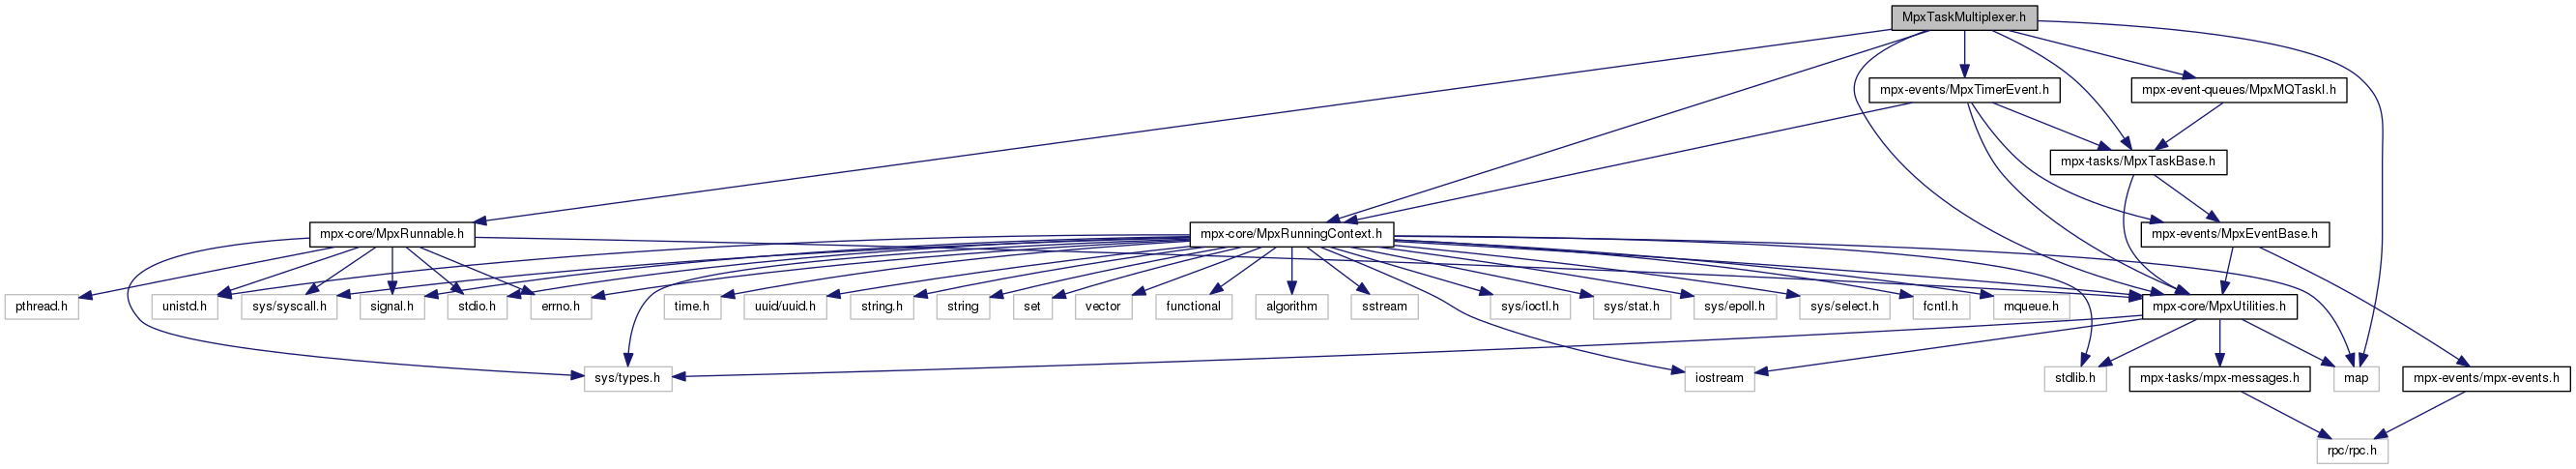 MpxTaskMultiplexer.h
mpx-events/MpxTimerEvent.h
mpx-event-queues/MpxMQTaskI.h
mpx-tasks/MpxTaskBase.h
mpx-core/MpxRunnable.h
mpx-core/MpxRunningContext.h
mpx-events/MpxEventBase.h
pthread.h
unistd.h
sys/syscall.h
signal.h
stdio.h
errno.h
time.h
uuid/uuid.h
string.h
string
set
vector
functional
algorithm
sstream
sys/ioctl.h
sys/stat.h
sys/epoll.h
sys/select.h
fcntl.h
mqueue.h
mpx-core/MpxUtilities.h
sys/types.h
iostream
stdlib.h
mpx-tasks/mpx-messages.h
map
mpx-events/mpx-events.h
rpc/rpc.h